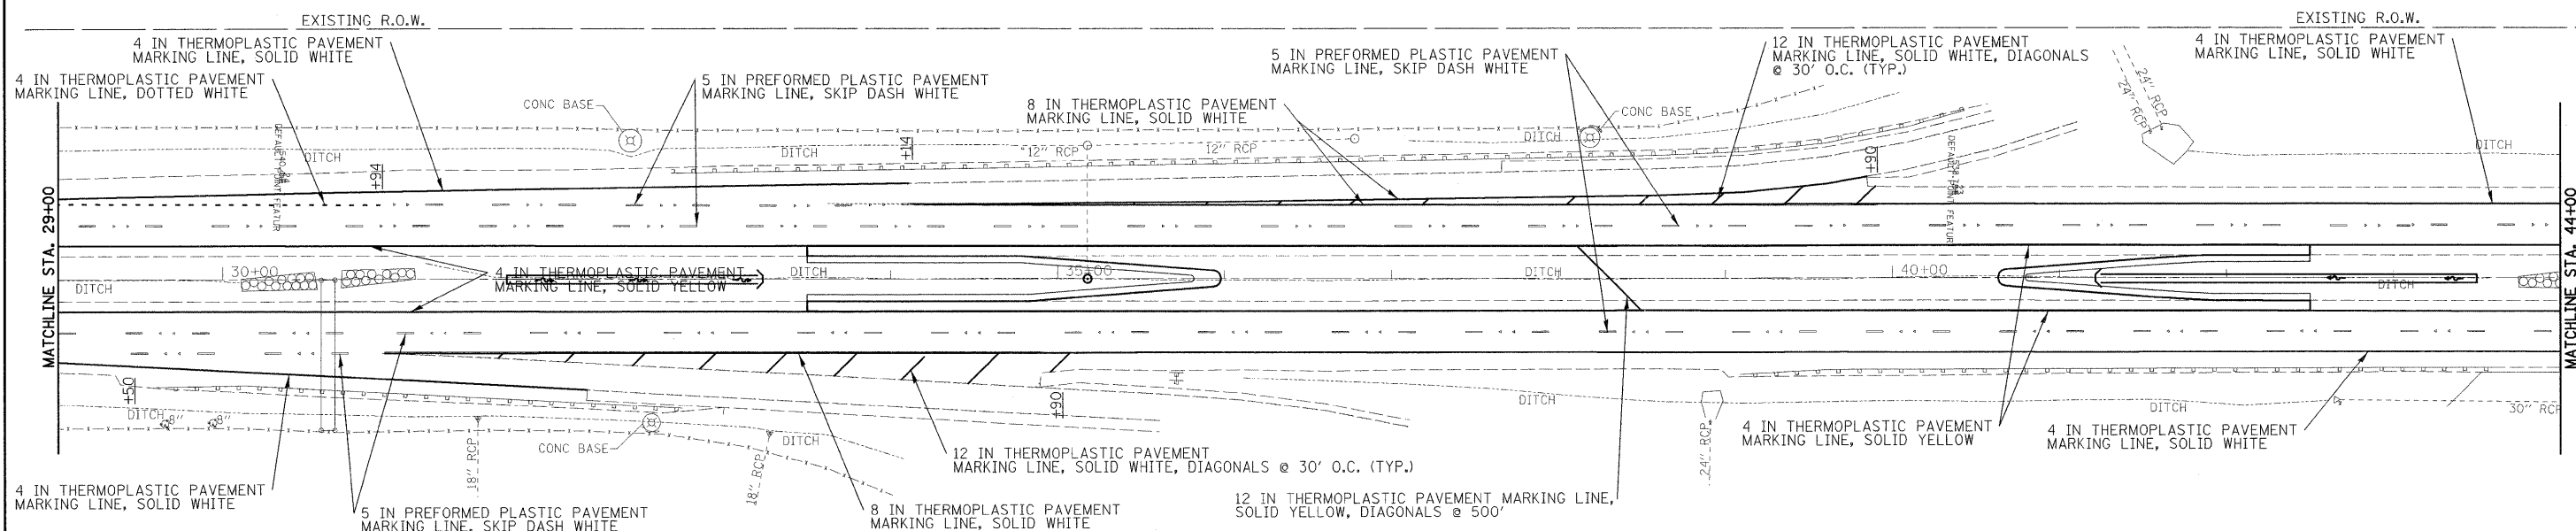 EXISTING R.O.W.
EXISTING R.O.W.
4 IN THERMOPLASTIC PAVEMENT
MARKING LINE, SOLID WHITE
4 IN THERMOPLASTIC PAVEMENT
MARKING LINE, DOTTED WHITE
5 IN PREFORMED PLASTIC PAVEMENT
MARKING LINE, SKIP DASH WHITE
CONC BASE
8 IN THERMOPLASTIC PAVEMENT
MARKING LINE, SOLID WHITE
5 IN PREFORMED PLASTIC PAVEMENT
MARKING LINE, SKIP DASH WHITE
CONC BASE
12 IN THERMOPLASTIC PAVEMENT
MARKING LINE, SOLID WHITE, DIAGONALS
@ 30' O.C. (TYP.)
24" RCP
24" RCP
4 IN THERMOPLASTIC PAVEMENT
MARKING LINE, SOLID WHITE
DITCH
+94
DITCH
+14
12" RCP
12" RCP
DITCH
+90
DITCH
MATCHLINE STA. 29+00
30+00
DITCH
4 IN THERMOPLASTIC PAVEMENT
MARKING LINE, SOLID YELLOW
DITCH
35+00
DITCH
40+00
DITCH
MATCHLINE STA. 44+00
+50
DITCH
18" RCP
CONC BASE
18" RCP
DITCH
+90
DITCH
24" RCP
DITCH
30" RCP
4 IN THERMOPLASTIC PAVEMENT
MARKING LINE, SOLID WHITE
5 IN PREFORMED PLASTIC PAVEMENT
MARKING LINE, SKIP DASH WHITE
12 IN THERMOPLASTIC PAVEMENT
MARKING LINE, SOLID WHITE, DIAGONALS @ 30' O.C. (TYP.)
8 IN THERMOPLASTIC PAVEMENT
MARKING LINE, SOLID WHITE
12 IN THERMOPLASTIC PAVEMENT MARKING LINE,
SOLID YELLOW, DIAGONALS @ 500'
4 IN THERMOPLASTIC PAVEMENT
MARKING LINE, SOLID YELLOW
4 IN THERMOPLASTIC PAVEMENT
MARKING LINE, SOLID WHITE